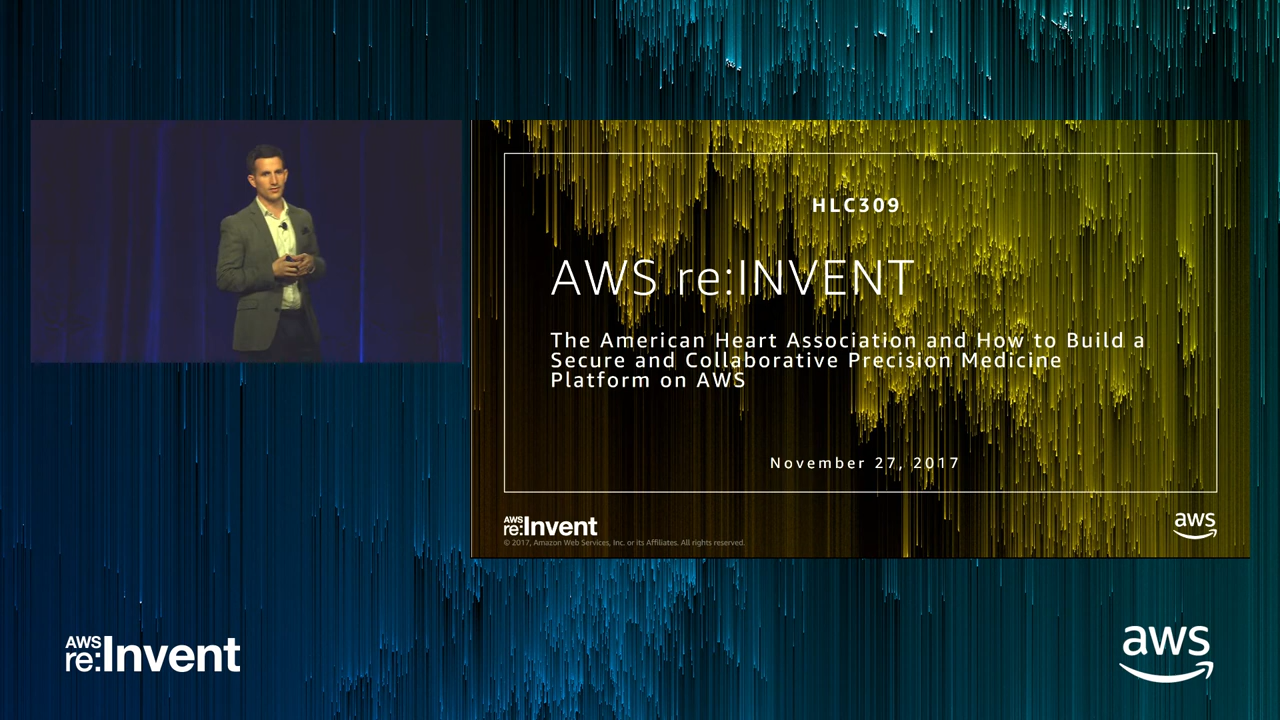 HLC309
AWS re:INVENT
The American Heart Association and How to Build a
Secure and Collaborative Precision Medicine
Platform on AWS
November 27, 2017
AWS
re:Invent
© 2017, Amazon Web Services, Inc. or its Affiliates. All rights reserved.
aws
AWS
re:Invent
aws